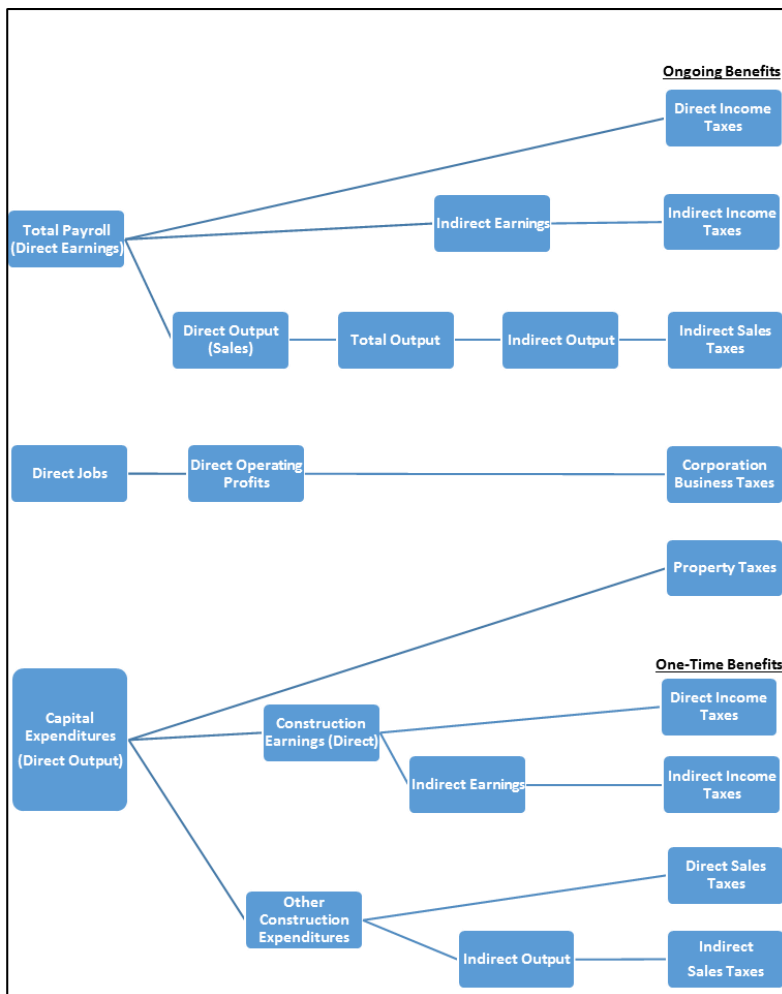 Ongoing Benefits
Direct Income
Taxes
Total Payroll
(Direct Earnings)
Indirect Earnings
Indirect Income
Taxes
Direct Output
(Sales)
Total Output
Indirect Output
Indirect Sales
Taxes
Direct Jobs
Direct Operating
Profits
Corporation
Business Taxes
Property Taxes
One-Time Benefits
Capital
Expenditures
(Direct Output)
Construction
Earnings (Direct)
Direct Income
Taxes
Indirect Earnings
Indirect Income
Taxes
Other
Construction
Expenditures
Direct Sales
Taxes
Indirect Output
Indirect
Sales Taxes